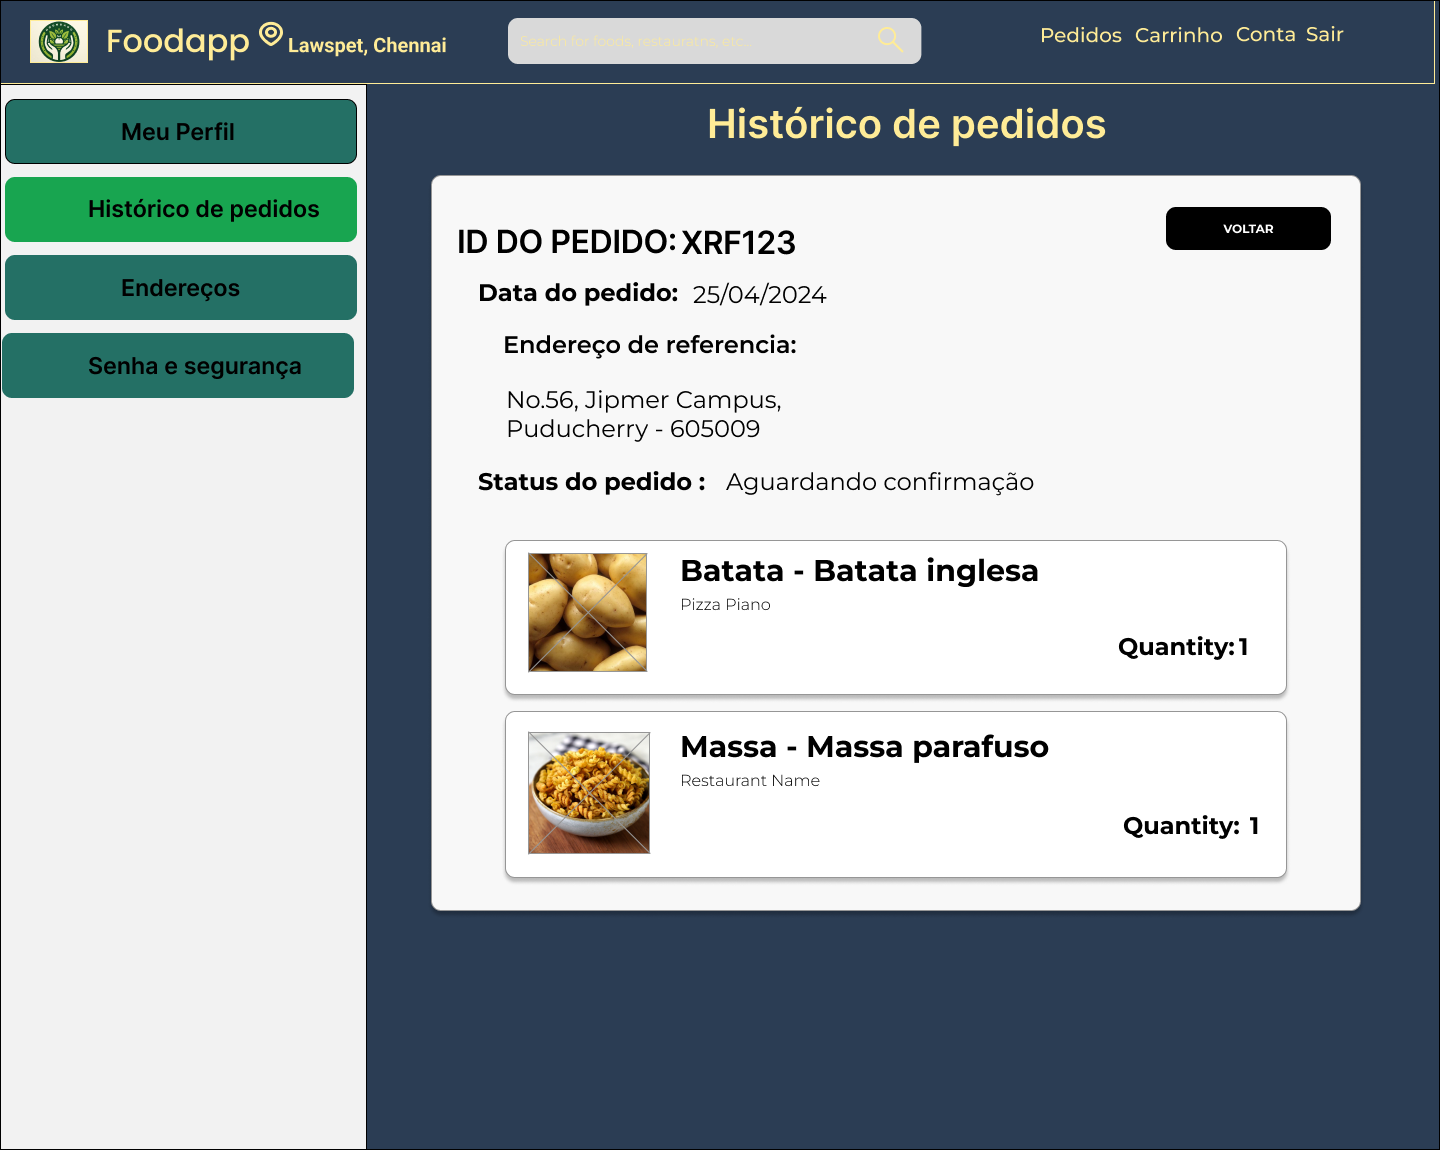 Foodapp
Lawspet, Chennai
Search for foods, restauratns, etc...
Pedidos Carrinho Conta Sair
Meu Perfil
Histórico de pedidos
Endereços
Senha e segurança
Histórico de pedidos
VOLTAR
ID DO PEDIDO: XRF123
Data do pedido: 25/04/2024
Endereço de referencia:
No.56, Jipmer Campus,
Puducherry - 605009
Status do pedido : Aguardando confirmação
Batata - Batata inglesa
Pizza Piano
Quantity: 1
Massa - Massa parafuso
Restaurant Name
Quantity: 1